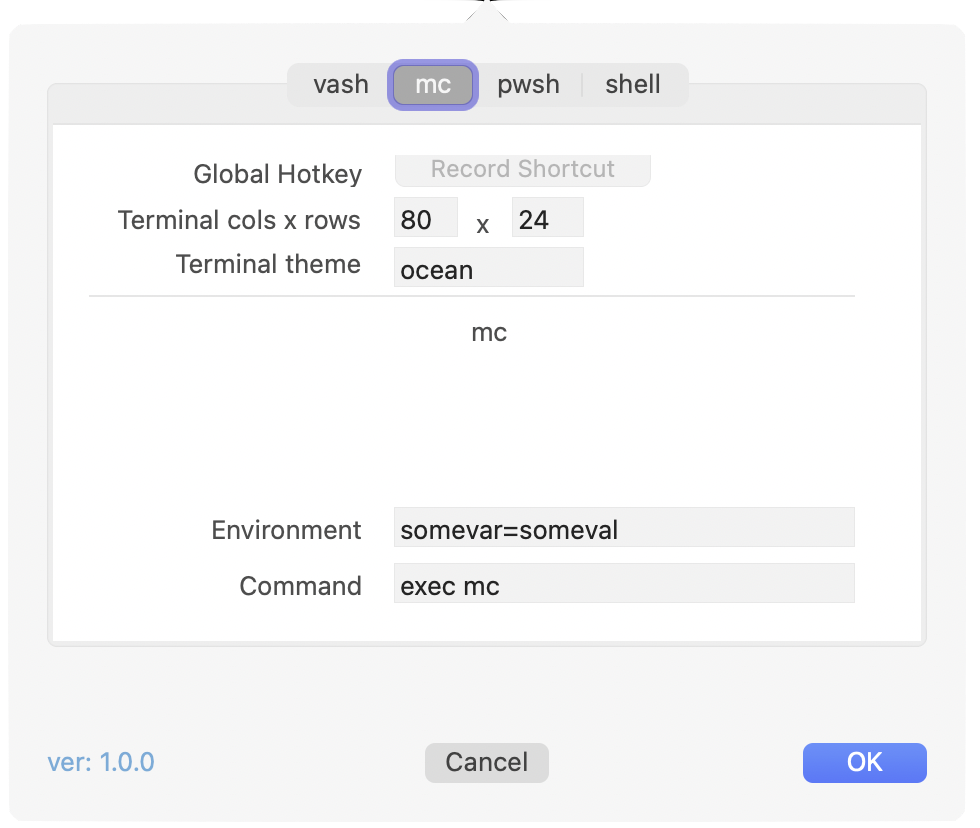 vash mc pwsh shell
Global Hotkey Record Shortcut
Terminal cols x rows 80 x 24
Terminal theme ocean
mc
Environment somevar=someval
Command exec mc
ver: 1.0.0 Cancel OK